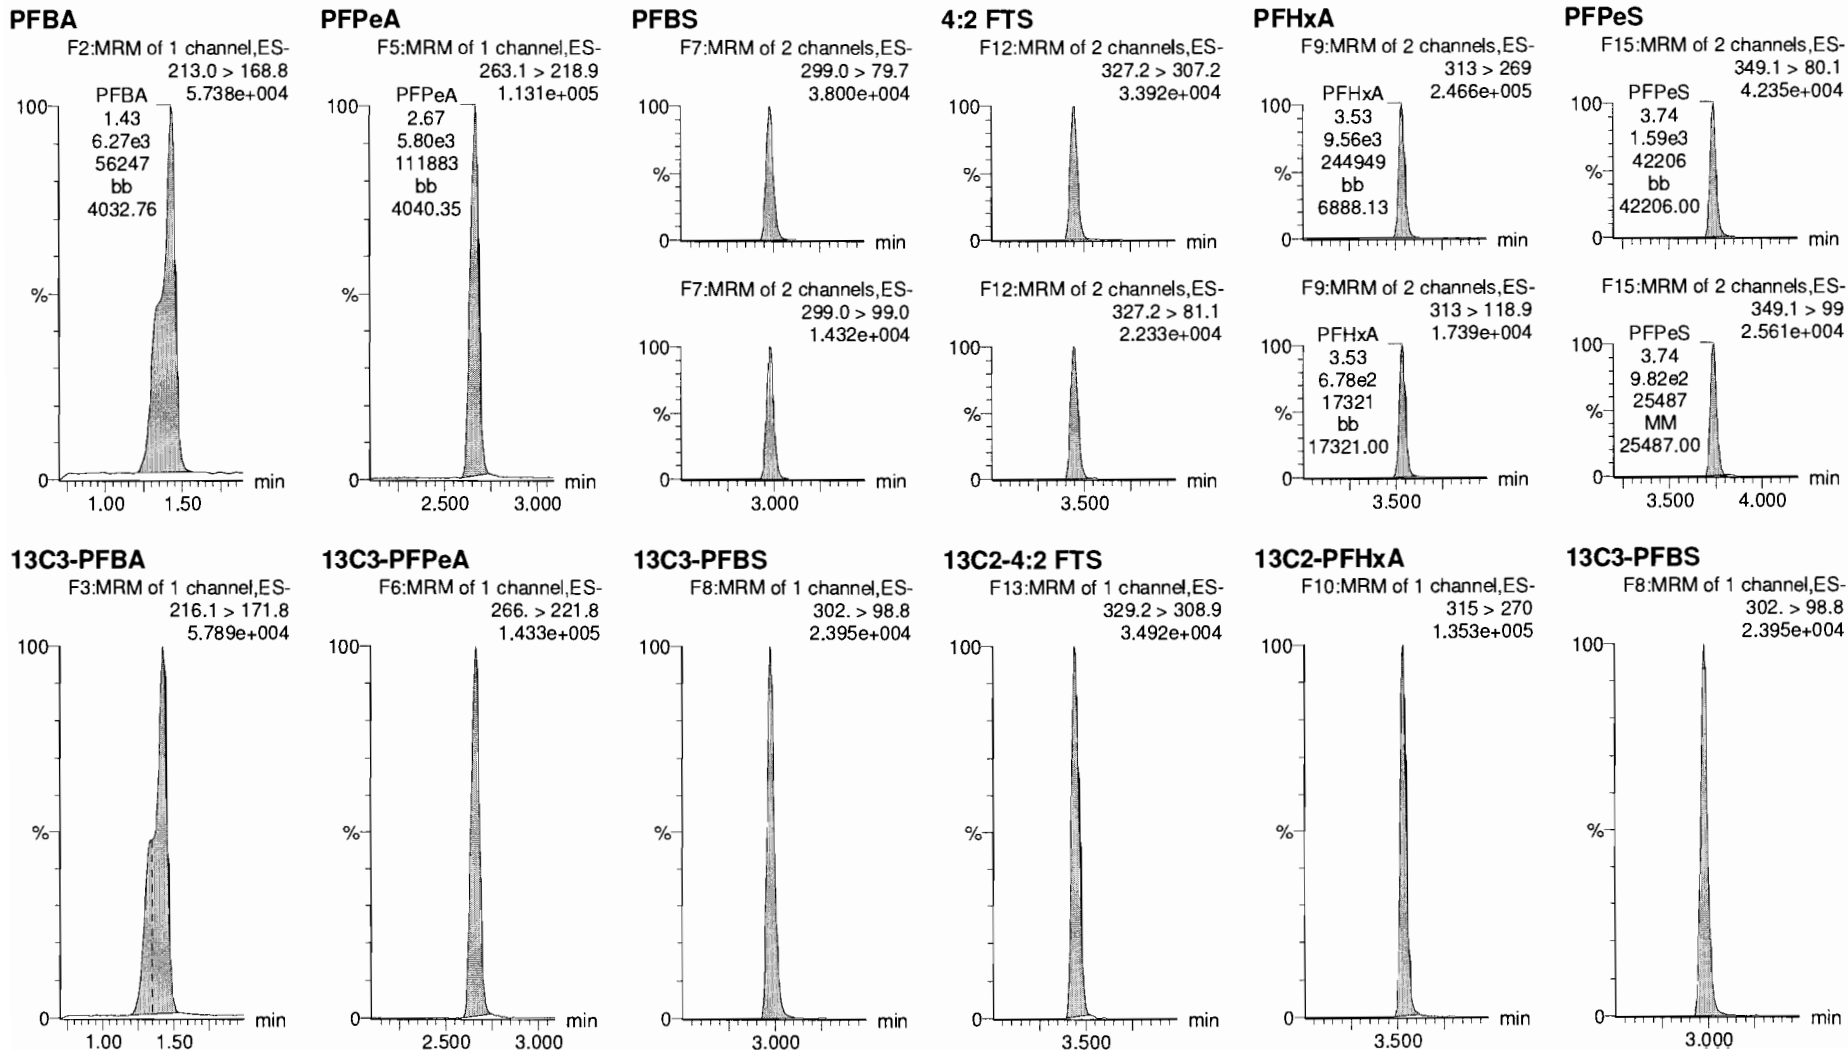 PFBA
F2:MRM of 1 channel,ES-
213.0 > 168.8
5.738e+004
PFBA
1.43
6.27e3
56247
bb
4032.76
100
%
0
min
1.00 1.50
PFPeA
F5:MRM of 1 channel,ES-
263.1 > 218.9
1.131e+005
PFPeA
2.67
5.80e3
111883
bb
4040.35
100
%
0
min
2.500 3.000
PFBS
F7:MRM of 2 channels,ES-
299.0 > 79.7
3.800e+004
100
%
0
min
F7:MRM of 2 channels,ES-
299.0 > 99.0
1.432e+004
100
%
0
min
3.000
4:2 FTS
F12:MRM of 2 channels,ES-
327.2 > 307.2
3.392e+004
100
%
0
min
F12:MRM of 2 channels,ES-
327.2 > 81.1
2.233e+004
100
%
0
min
3.500
PFHxA
F9:MRM of 2 channels,ES-
313 > 269
2.466e+005
PFHxA
3.53
9.56e3
244949
bb
6888.13
100
%
0
min
F9:MRM of 2 channels,ES-
313 > 118.9
1.739e+004
PFHxA
3.53
6.78e2
17321
bb
17321.00
100
%
0
min
3.500
PFPeS
F15:MRM of 2 channels,ES-
349.1 > 80.1
4.235e+004
PFPeS
3.74
1.59e3
42206
bb
42206.00
100
%
0
min
F15:MRM of 2 channels,ES-
349.1 > 99
2.561e+004
PFPeS
3.74
9.82e2
25487
MM
25487.00
100
%
0
min
3.500 4.000
13C3-PFBA
F3:MRM of 1 channel,ES-
216.1 > 171.8
5.789e+004
100
%
0
min
1.00 1.50
13C3-PFPeA
F6:MRM of 1 channel,ES-
266. > 221.8
1.433e+005
100
%
0
min
2.500 3.000
13C3-PFBS
F8:MRM of 1 channel,ES-
302. > 98.8
2.395e+004
100
%
0
min
3.000
13C2-4:2 FTS
F13:MRM of 1 channel,ES-
329.2 > 308.9
3.492e+004
100
%
0
min
3.500
13C2-PFHxA
F10:MRM of 1 channel,ES-
315 > 270
1.353e+005
100
%
0
min
3.500
13C3-PFBS
F8:MRM of 1 channel,ES-
302. > 98.8
2.395e+004
100
%
0
min
3.000